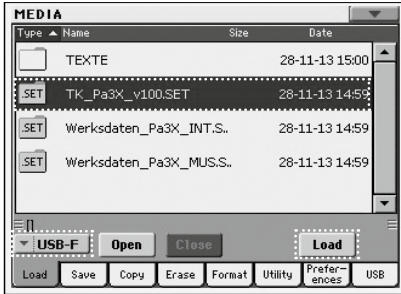 MEDIA
Type Name Size Date
TEXTE 28-11-13 15:00
.SET TK_Pa3X_v100.SET 28-11-13 14:59
.SET Werksdaten_Pa3X_INT.S.. 28-11-13 14:59
.SET Werksdaten_Pa3X_MUS.S.. 28-11-13 14:59
USB-F Open Close Load
Load Save Copy Erase Format Utility Prefer-
ences USB